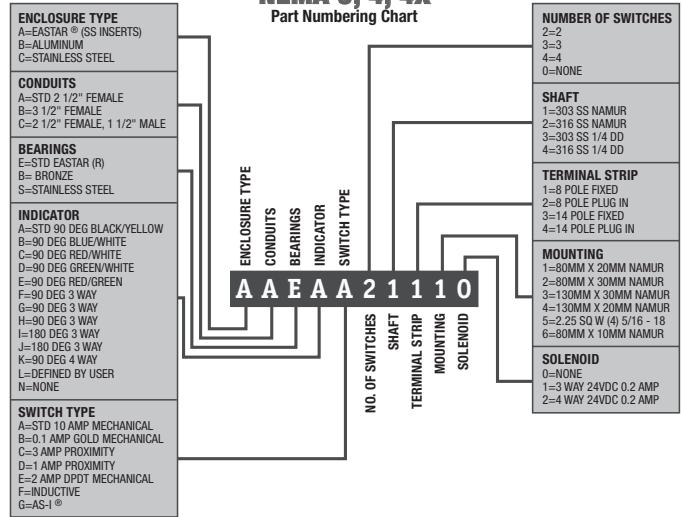 Part Numbering Chart
ENCLOSURE TYPE
A=EASTAR ® (SS INSERTS)
B=ALUMINUM
C=STAINLESS STEEL
CONDUITS
A=STD 2 1/2" FEMALE
B=3 1/2" FEMALE
C=2 1/2" FEMALE, 1 1/2" MALE
BEARINGS
E=STD EASTAR (R)
B= BRONZE
S=STAINLESS STEEL
INDICATOR
A=STD 90 DEG BLACK/YELLOW
B=90 DEG BLUE/WHITE
C=90 DEG RED/WHITE
D=90 DEG GREEN/WHITE
E=90 DEG RED/GREEN
F=90 DEG 3 WAY
G=90 DEG 3 WAY
H=90 DEG 3 WAY
I=180 DEG 3 WAY
J=180 DEG 3 WAY
K=90 DEG 4 WAY
L=DEFINED BY USER
N=NONE
SWITCH TYPE
A=STD 10 AMP MECHANICAL
B=0.1 AMP GOLD MECHANICAL
C=3 AMP PROXIMITY
D=1 AMP PROXIMITY
E=2 AMP DPDT MECHANICAL
F=INDUCTIVE
G=AS-I ®
ENCLOSURE TYPE
CONDUITS
BEARINGS
INDICATOR
SWITCH TYPE
A A E A A 2 1 1 1 0
NO. OF SWITCHES
SHAFT
TERMINAL STRIP
MOUNTING
SOLENOID
NUMBER OF SWITCHES
2=2
3=3
4=4
0=NONE
SHAFT
1=303 SS NAMUR
2=316 SS NAMUR
3=303 SS 1/4 DD
4=316 SS 1/4 DD
TERMINAL STRIP
1=8 POLE FIXED
2=8 POLE PLUG IN
3=14 POLE FIXED
4=14 POLE PLUG IN
MOUNTING
1=80MM X 20MM NAMUR
2=80MM X 30MM NAMUR
3=130MM X 30MM NAMUR
4=130MM X 20MM NAMUR
5=2.25 SQ W (4) 5/16 - 18
6=80MM X 10MM NAMUR
SOLENOID
0=NONE
1=3 WAY 24VDC 0.2 AMP
2=4 WAY 24VDC 0.2 AMP